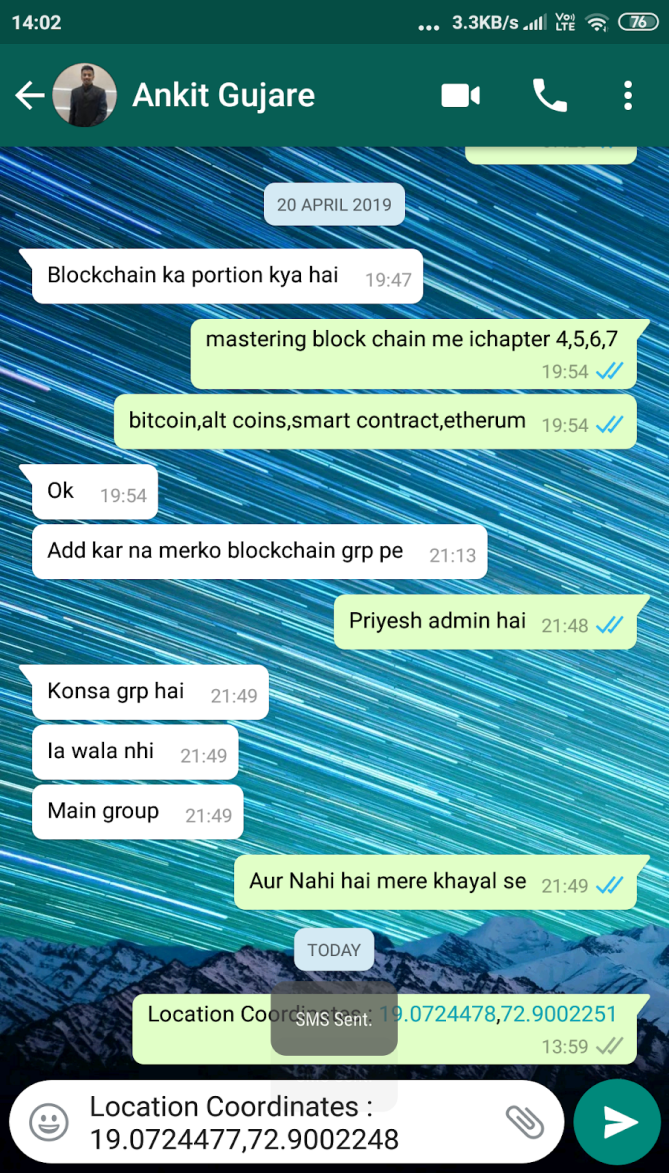 14:02
... 3.3KB/s Vo) LTE 76
Ankit Gujare
20 APRIL 2019
Blockchain ka portion kya hai 19:47
mastering block chain me ichapter 4,5,6,7
19:54
bitcoin,alt coins,smart contract,etherum 19:54
Ok 19:54
Add kar na merko blockchain grp pe 21:13
Priyesh admin hai 21:48
Konsa grp hai 21:49
Ia wala nhi 21:49
Main group 21:49
Aur Nahi hai mere khayal se 21:49
TODAY
Location Coordinates : 19.0724478,72.9002251
SMS Sent.
13:59
Location Coordinates :
19.0724477,72.9002248